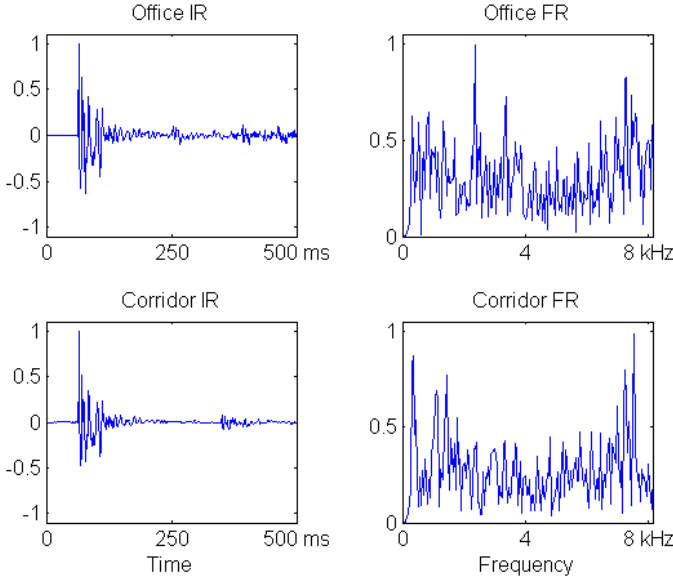 Office IR
1
0.5
0
-0.5
-1
0
250
500 ms
Office FR
1
0.5
0
0
4
8 kHz
Corridor IR
1
0.5
0
-0.5
-1
0
250
500 ms
Time
Corridor FR
1
0.5
0
0
4
8 kHz
Frequency